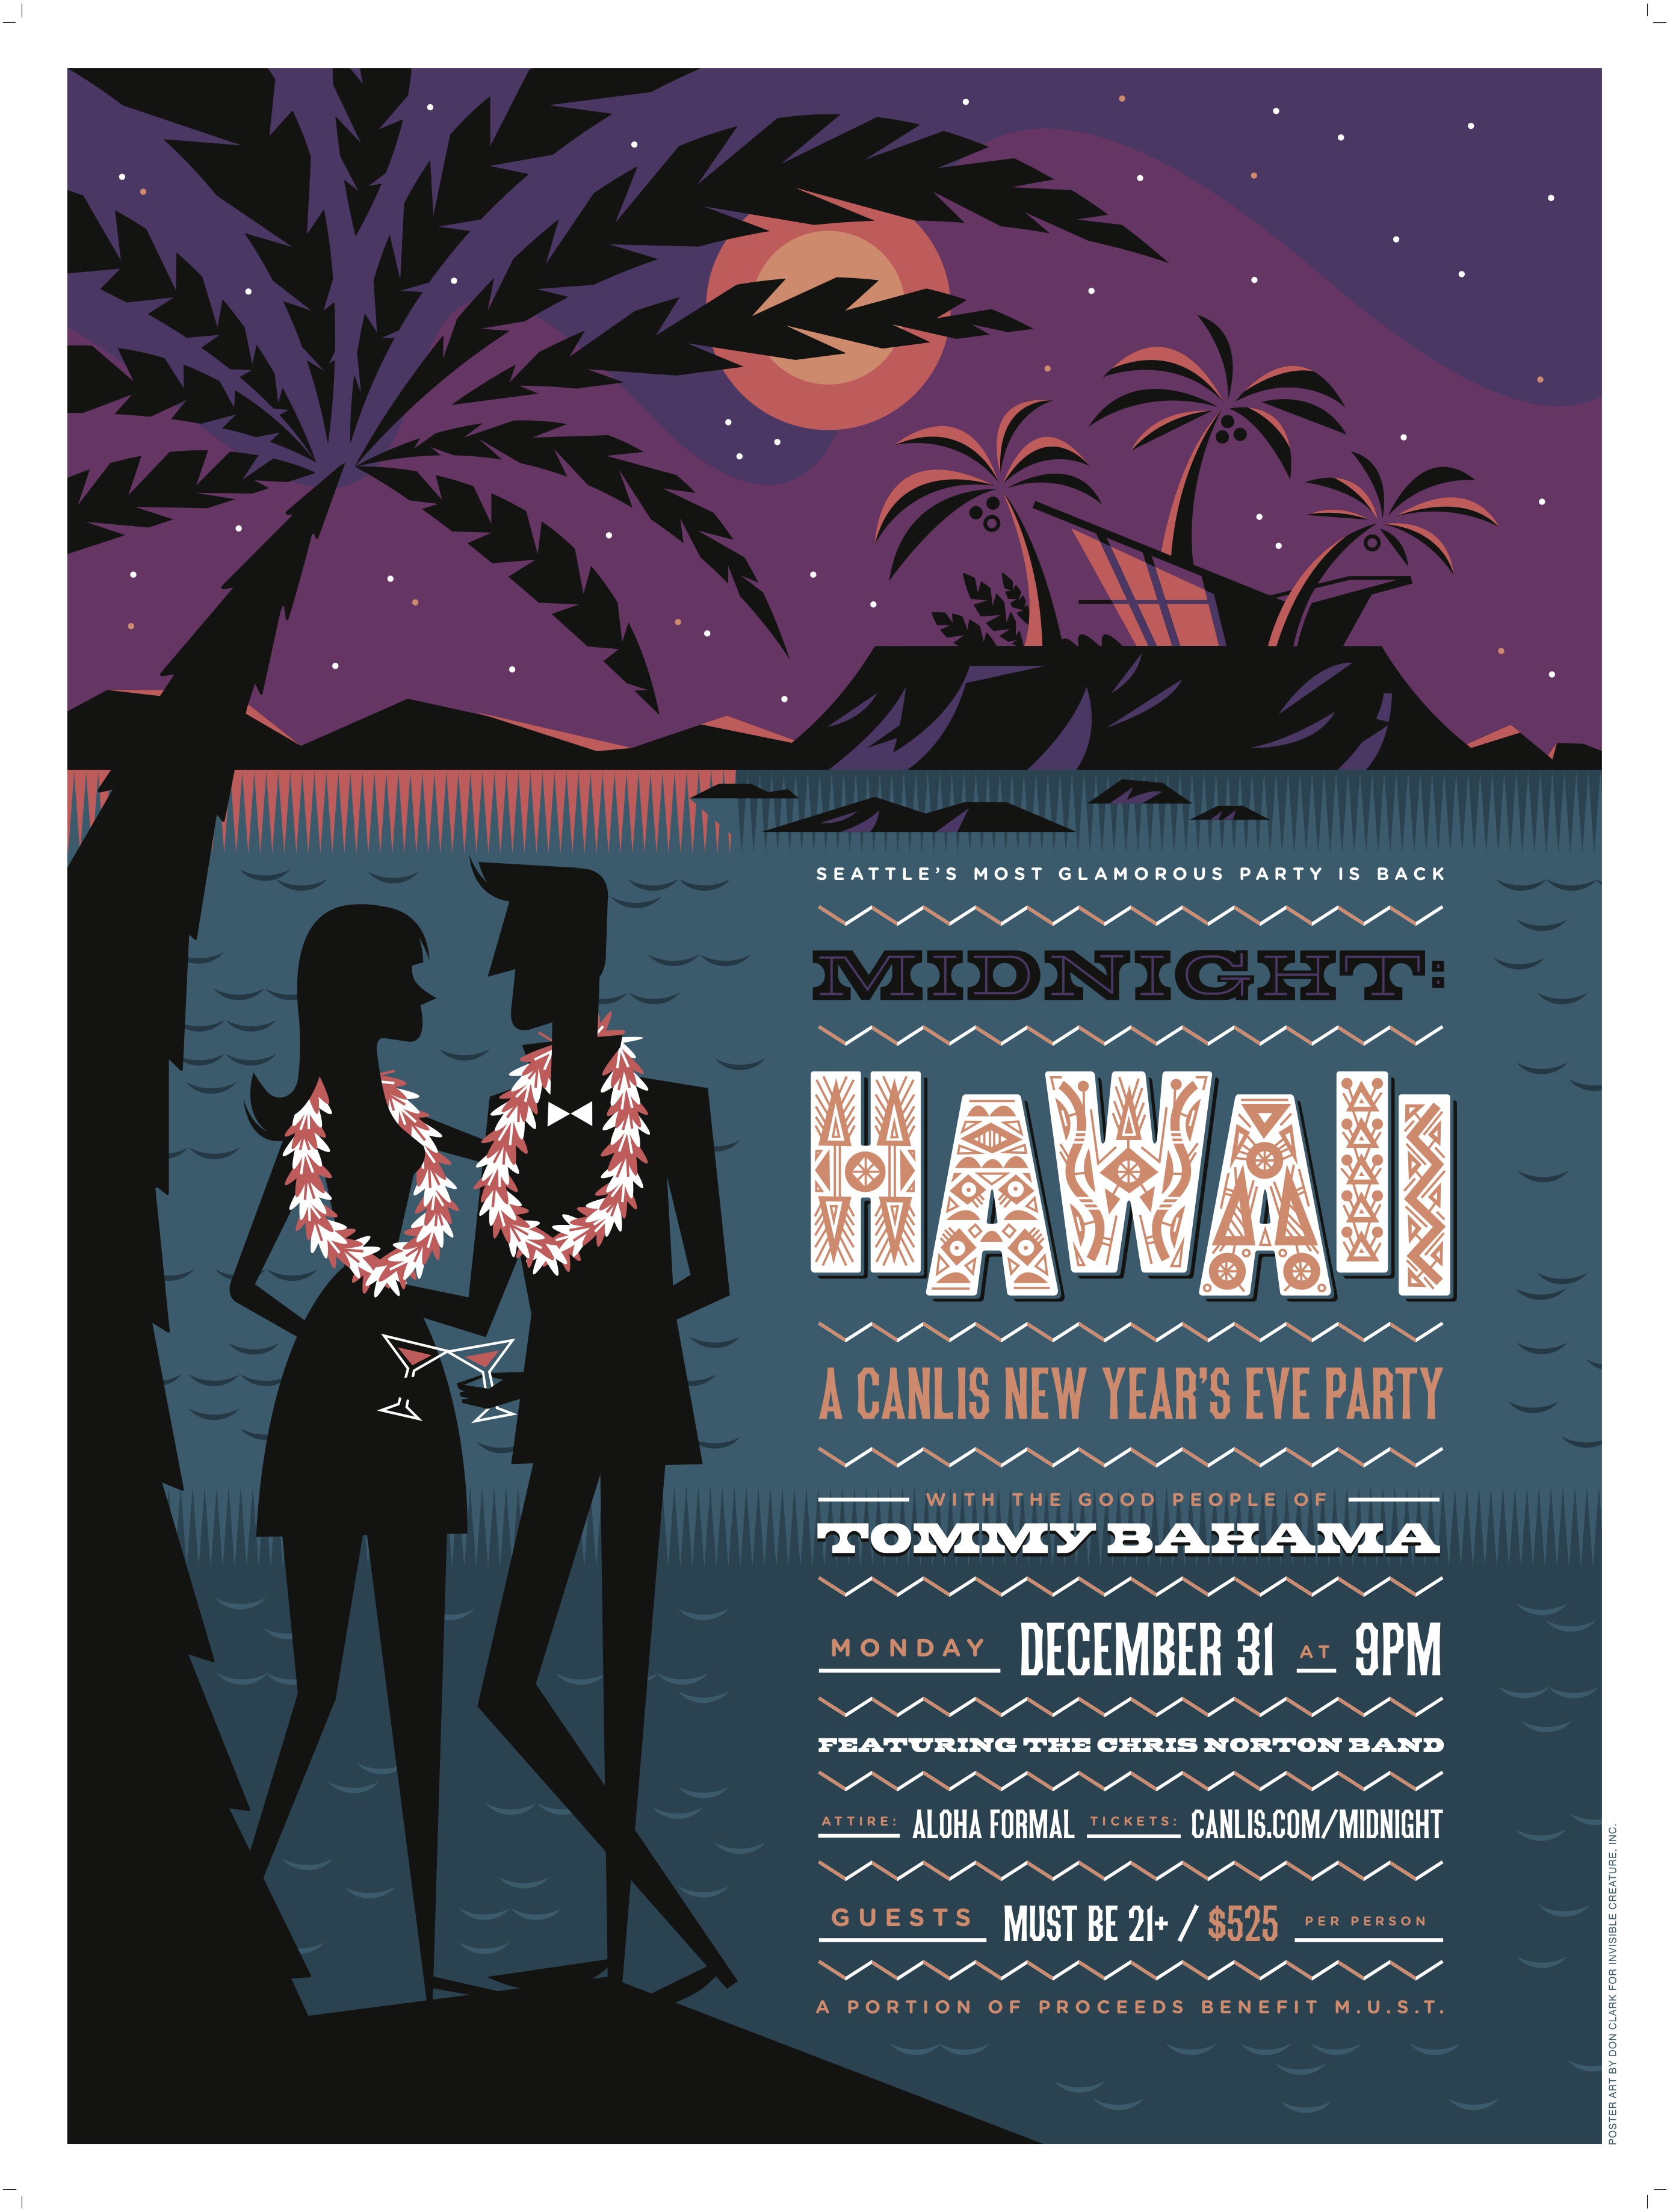 SEATTLE'S MOST GLAMOROUS PARTY IS BACK
MIDNIGHT:
HAWAII
A CANLIS NEW YEAR'S EVE PARTY
WITH THE GOOD PEOPLE OF
TOMMY BAHAMA
MONDAY DECEMBER 31 AT 9PM
FEATURING THE CHRIS NORTON BAND
ATTIRE: ALOHA FORMAL TICKETS: CANLIS.COM/MIDNIGHT
GUESTS MUST BE 21+ / $525 PER PERSON
A PORTION OF PROCEEDS BENEFIT M.U.S.T.
POSTER ART BY DON CLARK FOR INVISIBLE CREATURE, INC.